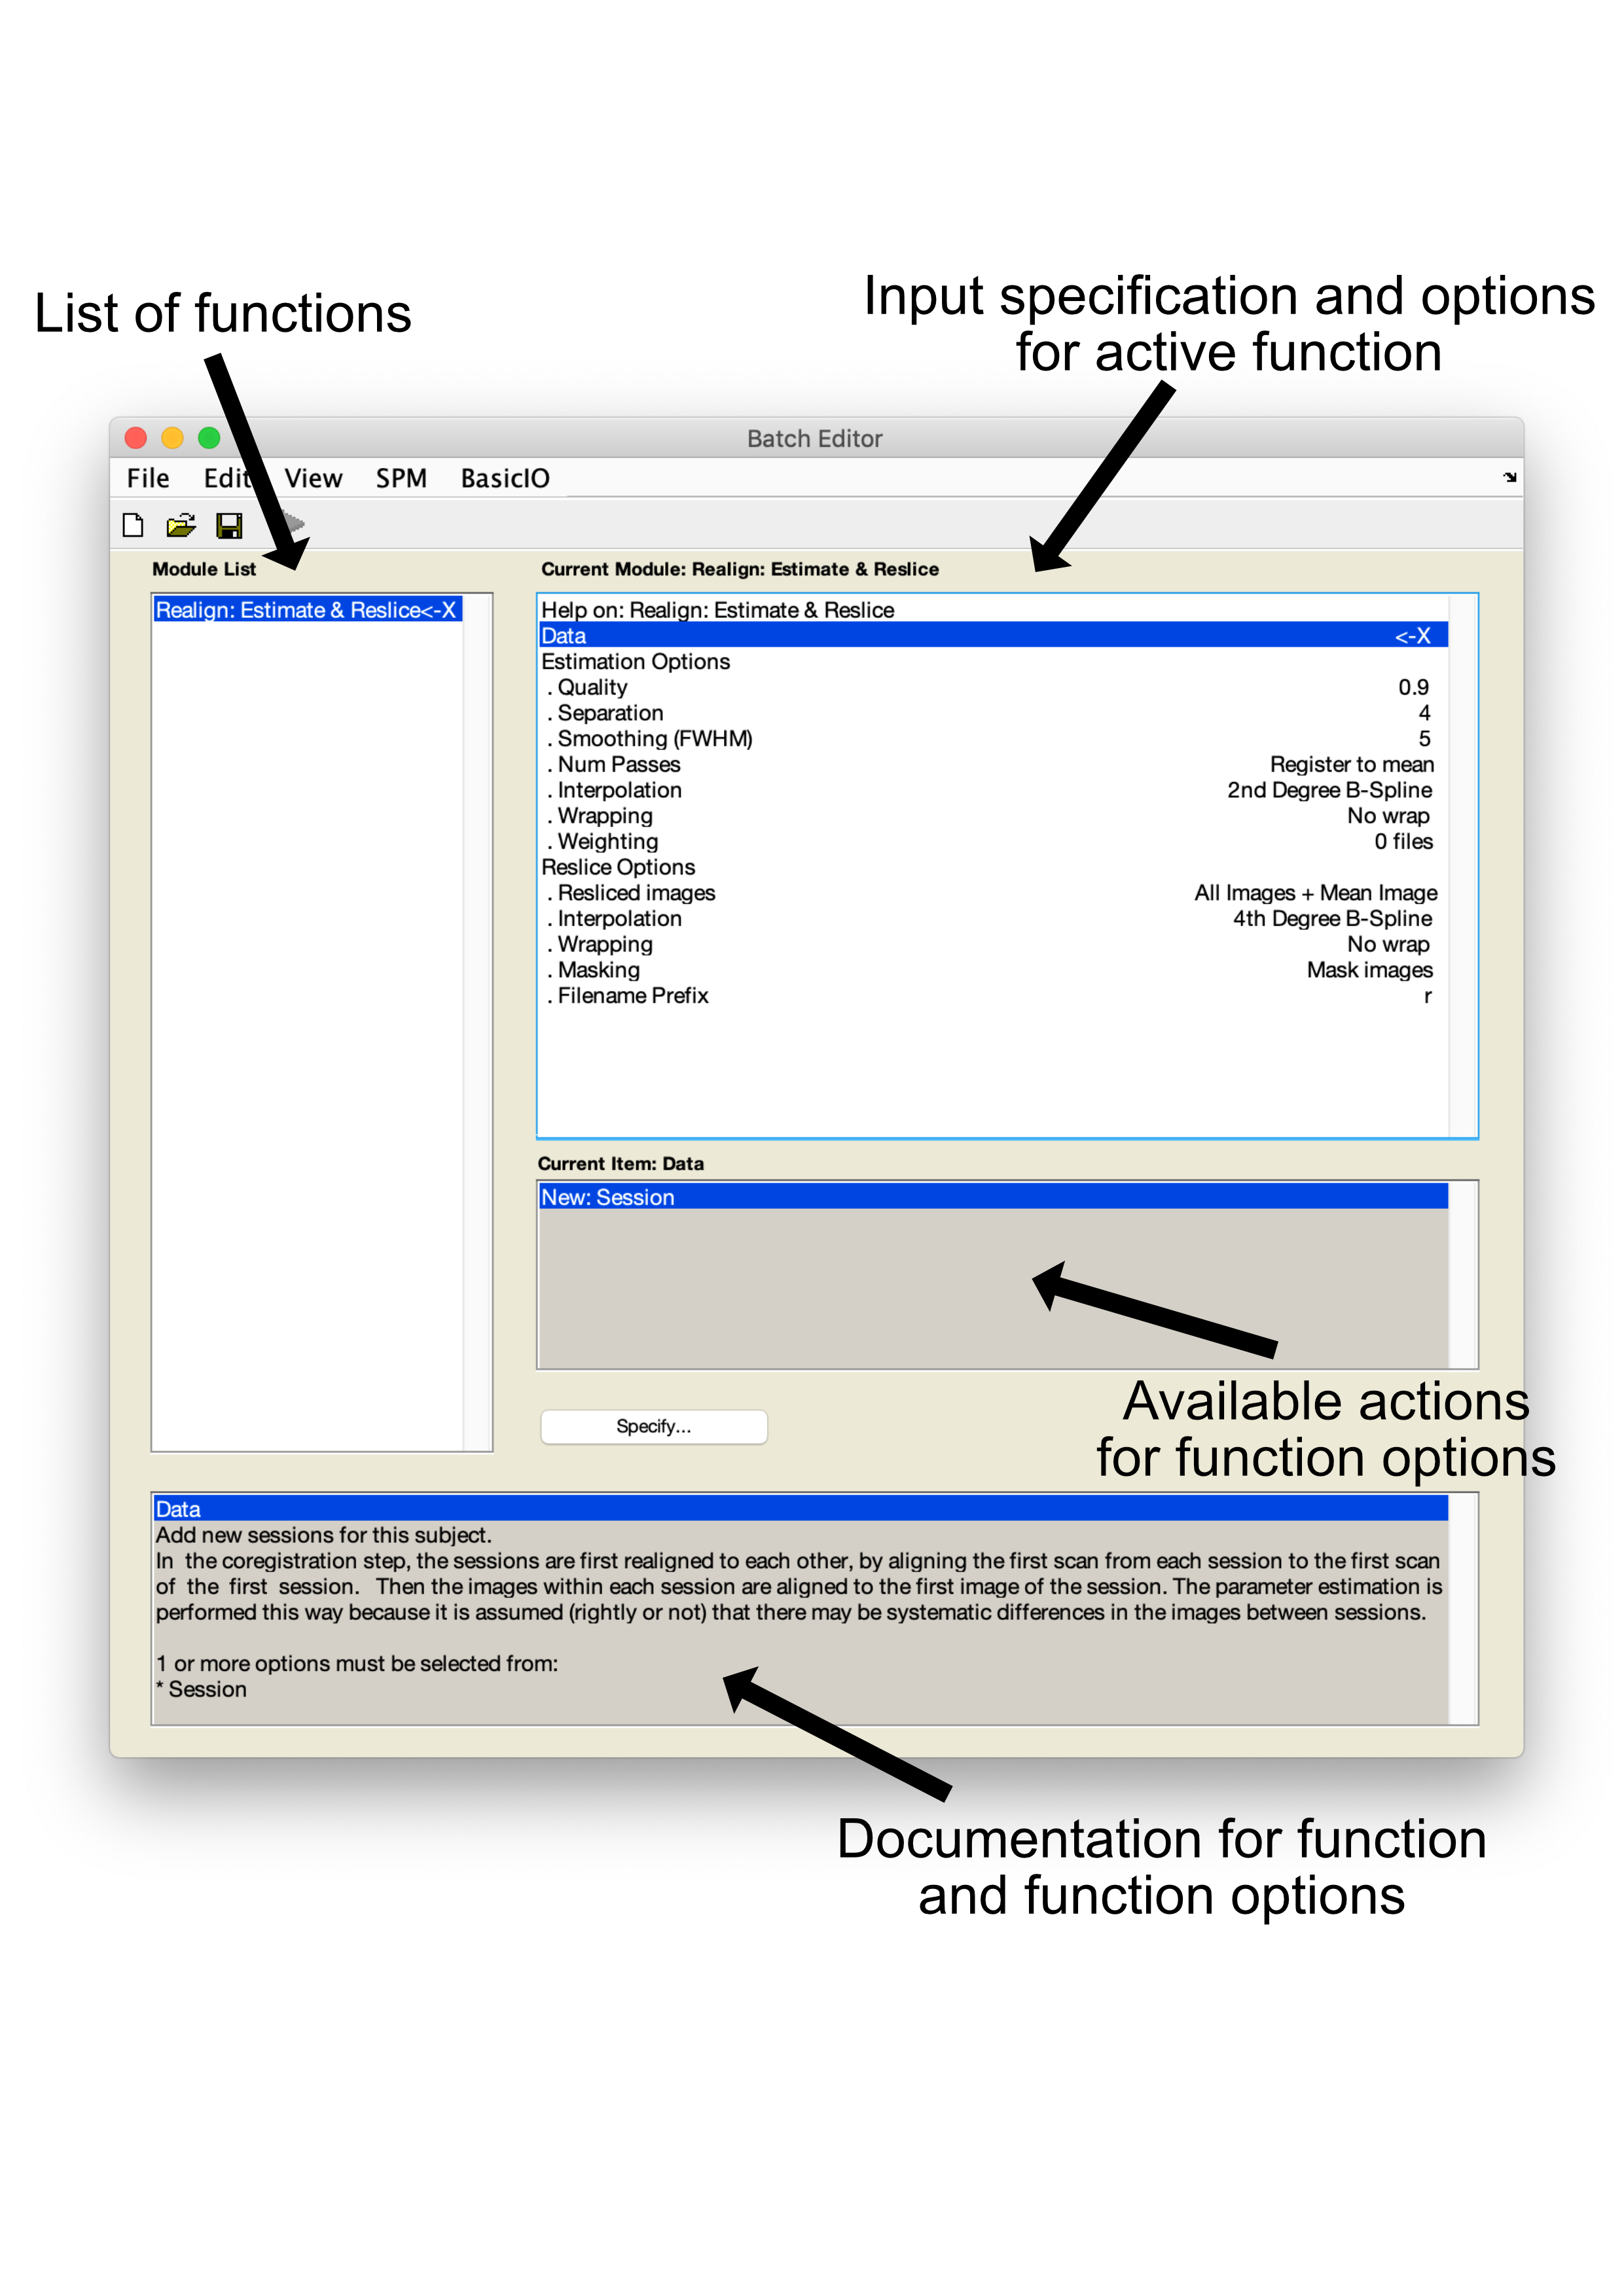 List of functions
Input specification and options
for active function
Batch Editor
File Edit View SPM BasicIO
Module List
Current Module: Realign: Estimate & Reslice
Realign: Estimate & Reslice<-X
Help on: Realign: Estimate & Reslice
Data <-X
Estimation Options
. Quality 0.9
. Separation 4
. Smoothing (FWHM) 5
. Num Passes Register to mean
. Interpolation 2nd Degree B-Spline
. Wrapping No wrap
. Weighting 0 files
Reslice Options
. Resliced images All Images + Mean Image
. Interpolation 4th Degree B-Spline
. Wrapping No wrap
. Masking Mask images
. Filename Prefix r
Current Item: Data
New: Session
Available actions
for function options
Specify...
Data
Add new sessions for this subject.
In the coregistration step, the sessions are first realigned to each other, by aligning the first scan from each session to the first scan
of the first session. Then the images within each session are aligned to the first image of the session. The parameter estimation is
performed this way because it is assumed (rightly or not) that there may be systematic differences in the images between sessions.
1 or more options must be selected from:
* Session
Documentation for function
and function options